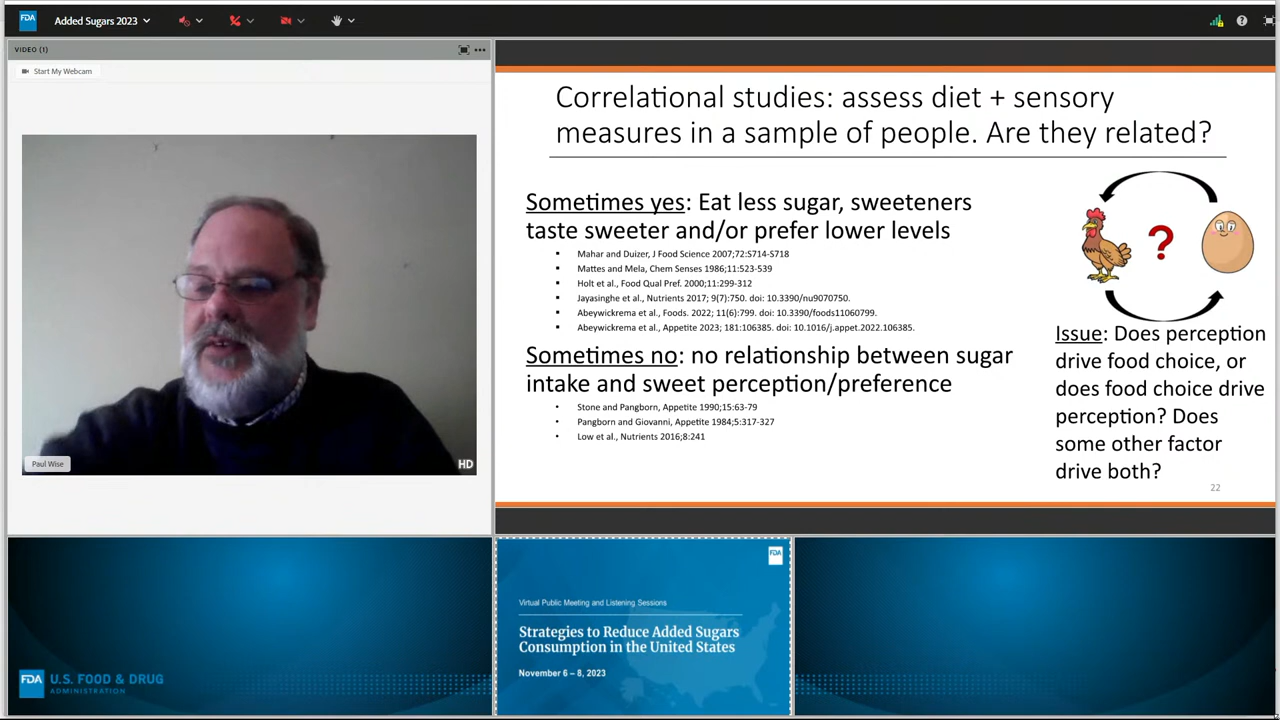 FDA
Added Sugars 2023
VIDEO (1)
Start My Webcam
Paul Wise
HD
Correlational studies: assess diet + sensory
measures in a sample of people. Are they related?
Sometimes yes: Eat less sugar, sweeteners
taste sweeter and/or prefer lower levels
Mahar and Duizer, J Food Science 2007;72:S714-S718
Mattes and Mela, Chem Senses 1986;11:523-539
Holt et al., Food Qual Pref. 2000;11:299-312
Jayasinghe et al., Nutrients 2017; 9(7):750. doi: 10.3390/nu9070750.
Abeywickrema et al., Foods. 2022; 11(6):799. doi: 10.3390/foods11060799.
Abeywickrema et al., Appetite 2023; 181:106385. doi: 10.1016/j.appet.2022.106385.
Sometimes no: no relationship between sugar
intake and sweet perception/preference
Stone and Pangborn, Appetite 1990;15:63-79
Pangborn and Giovanni, Appetite 1984;5:317-327
Low et al., Nutrients 2016;8:241
?
Issue: Does perception
drive food choice, or
does food choice drive
perception? Does
some other factor
drive both?
22
FDA
Virtual Public Meeting and Listening Sessions
Strategies to Reduce Added Sugars
Consumption in the United States
November 6 – 8, 2023
FDA U.S. FOOD & DRUG
ADMINISTRATION